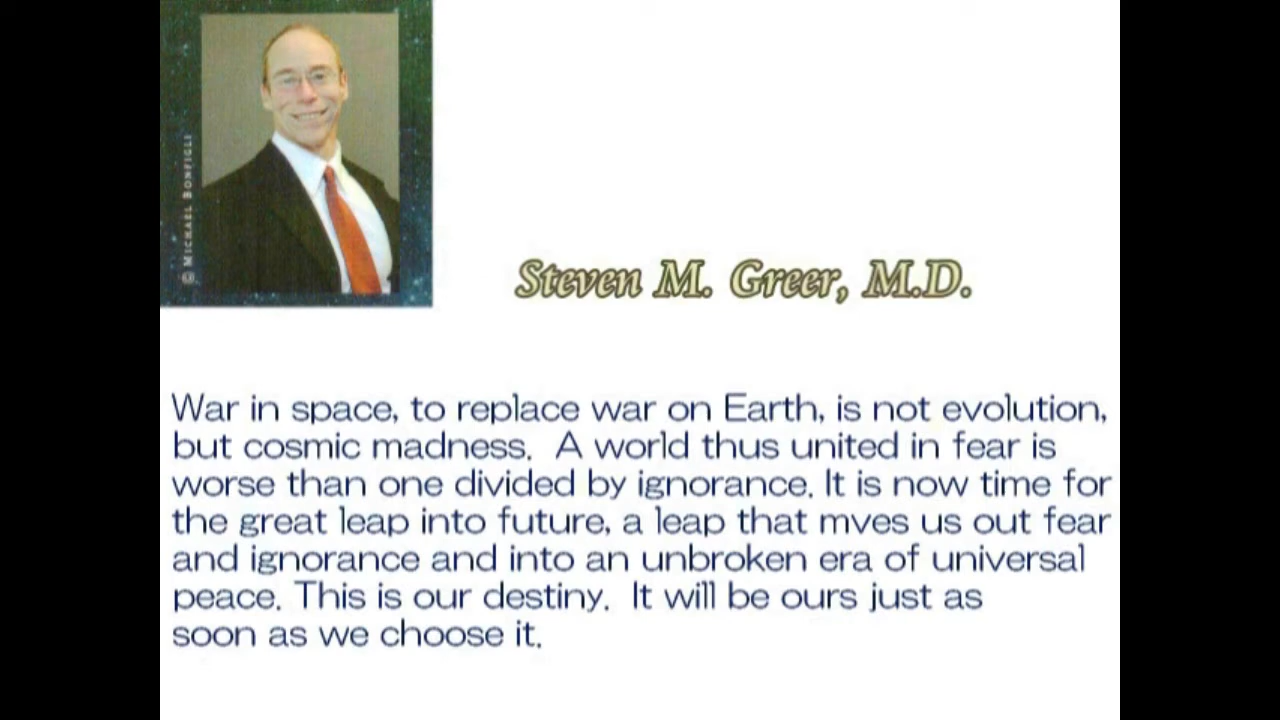 © MICHAEL BONFIGLI
Steven M. Greer, M.D.
War in space, to replace war on Earth, is not evolution,
but cosmic madness. A world thus united in fear is
worse than one divided by ignorance. It is now time for
the great leap into future, a leap that mves us out fear
and ignorance and into an unbroken era of universal
peace. This is our destiny. It will be ours just as
soon as we choose it.